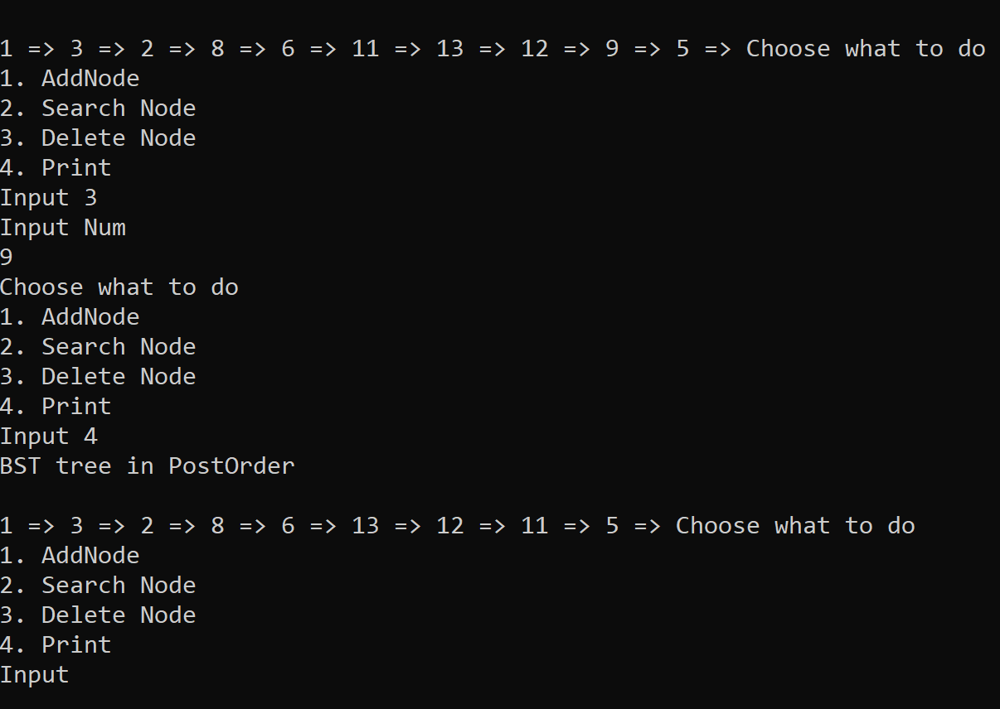 1 => 3 => 2 => 8 => 6 => 11 => 13 => 12 => 9 => 5 => Choose what to do
1. AddNode
2. Search Node
3. Delete Node
4. Print
Input 3
Input Num
9
Choose what to do
1. AddNode
2. Search Node
3. Delete Node
4. Print
Input 4
BST tree in PostOrder
1 => 3 => 2 => 8 => 6 => 13 => 12 => 11 => 5 => Choose what to do
1. AddNode
2. Search Node
3. Delete Node
4. Print
Input